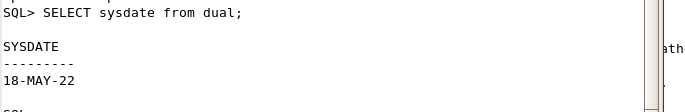 SQL> SELECT sysdate from dual;
SYSDATE
---------
18-MAY-22